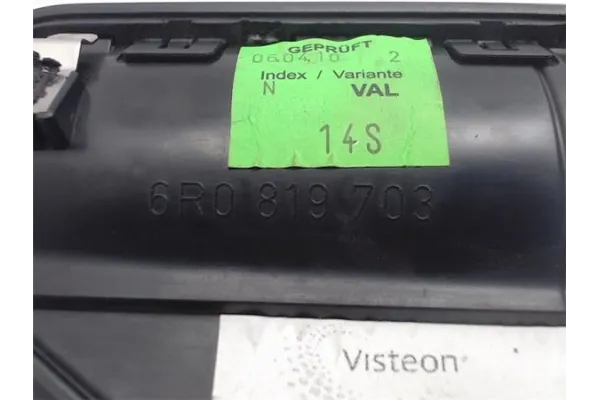 GEPRÜFT
060410 2
Index / Variante
N VAL
14S
6R0 819 703
Visteon